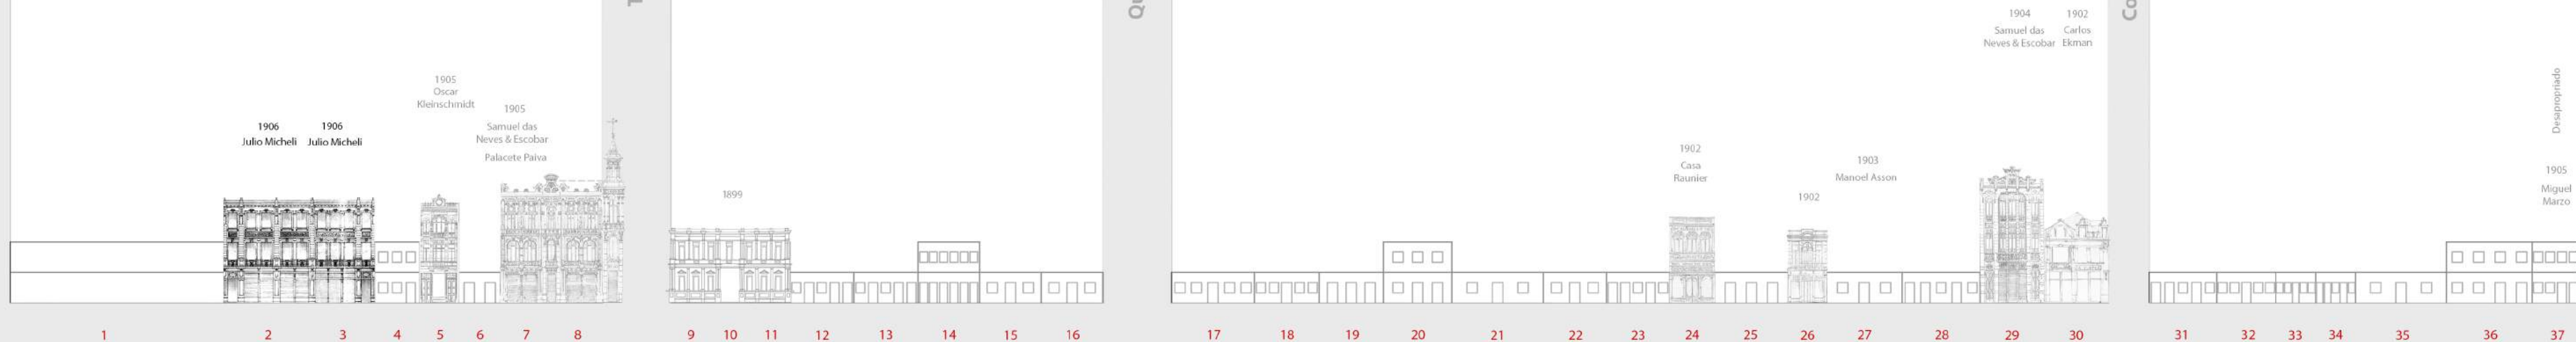 1904
Samuel das
Neves & Escobar
1902
Carlos
Ekman
1905
Oscar
Kleinschmidt
1905
Samuel das
Neves & Escobar
Palacete Paiva
1906
Julio Micheli
1906
Julio Micheli
1899
1902
Casa
Raunier
1902
1903
Manoel Asson
Desapropriado
1905
Miguel
Marzo
1 2 3 4 5 6 7 8 9 10 11 12 13 14 15 16 17 18 19 20 21 22 23 24 25 26 27 28 29 30 31 32 33 34 35 36 37